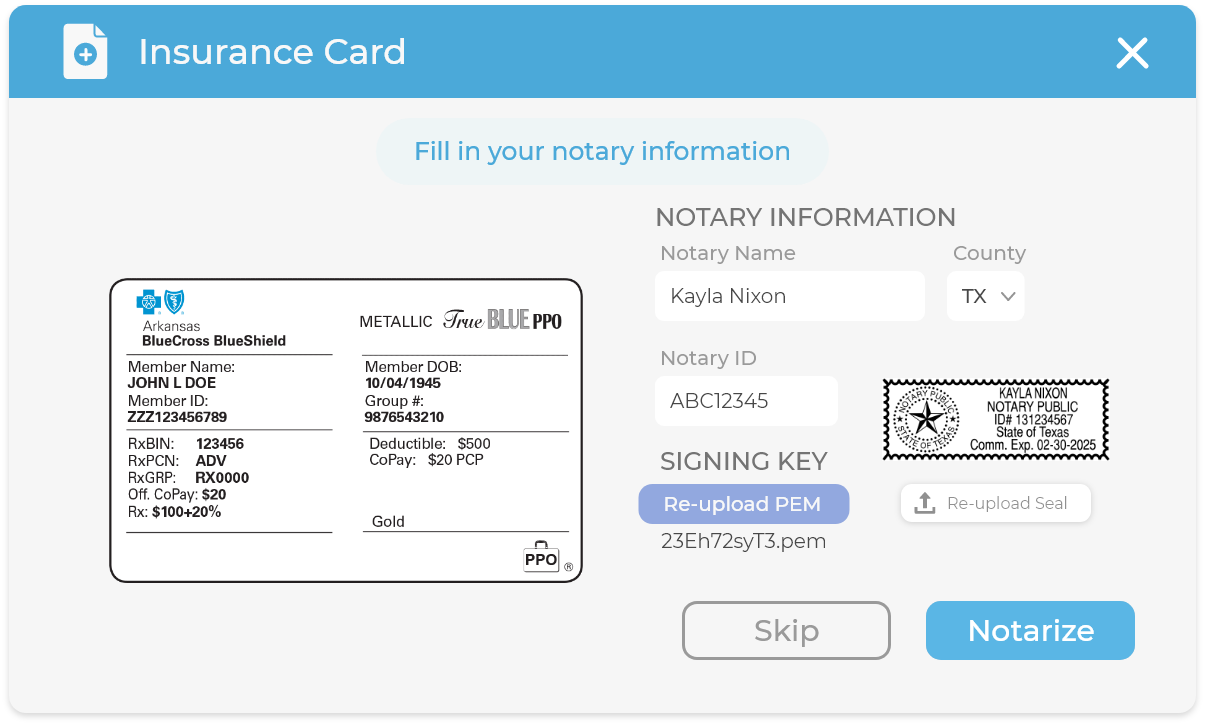 Insurance Card
Fill in your notary information
Arkansas
BlueCross BlueShield
METALLIC True BLUE PPO
Member Name:
JOHN L DOE
Member ID:
ZZZ123456789
Member DOB:
10/04/1945
Group #:
9876543210
RxBIN: 123456
RxPCN: ADV
RxGRP: RX0000
Off. CoPay: $20
Rx: $100+20%
Deductible: $500
CoPay: $20 PCP
Gold
PPO ®
NOTARY INFORMATION
Notary Name
Kayla Nixon
County
TX
Notary ID
ABC12345
NOTARY PUBLIC
STATE OF TEXAS
KAYLA NIXON
NOTARY PUBLIC
ID# 131234567
State of Texas
Comm. Exp. 02-30-2025
SIGNING KEY
Re-upload PEM
23Eh72syT3.pem
Re-upload Seal
Skip
Notarize